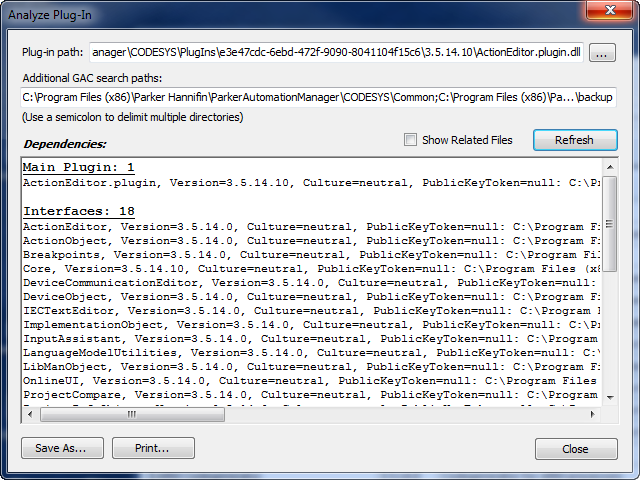 Analyze Plug-In
Plug-in path: anager\CODESYS\PlugIns\e3e47cdc-6ebd-472f-9090-8041104f15c6\3.5.14.10\ActionEditor.plugin.dll ...
Additional GAC search paths:
C:\Program Files (x86)\Parker Hannifin\ParkerAutomationManager\CODESYS\Common;C:\Program Files (x86)\Pa...\backup
(Use a semicolon to delimit multiple directories)
Dependencies: Show Related Files Refresh
Main Plugin: 1
ActionEditor.plugin, Version=3.5.14.10, Culture=neutral, PublicKeyToken=null: C:\P
Interfaces: 18
ActionEditor, Version=3.5.14.0, Culture=neutral, PublicKeyToken=null: C:\Program F
ActionObject, Version=3.5.14.0, Culture=neutral, PublicKeyToken=null: C:\Program F
Breakpoints, Version=3.5.14.0, Culture=neutral, PublicKeyToken=null: C:\Program Fi
Core, Version=3.5.14.10, Culture=neutral, PublicKeyToken=null: C:\Program Files (x
DeviceCommunicationEditor, Version=3.5.14.0, Culture=neutral, PublicKeyToken=null:
DeviceObject, Version=3.5.14.0, Culture=neutral, PublicKeyToken=null: C:\Program F
IECTextEditor, Version=3.5.14.0, Culture=neutral, PublicKeyToken=null: C:\Program
ImplementationObject, Version=3.5.14.0, Culture=neutral, PublicKeyToken=null: C:\P
InputAssistant, Version=3.5.14.0, Culture=neutral, PublicKeyToken=null: C:\Program
LanguageModelUtilities, Version=3.5.14.0, Culture=neutral, PublicKeyToken=null: C:
LibManObject, Version=3.5.14.0, Culture=neutral, PublicKeyToken=null: C:\Program F
OnlineUI, Version=3.5.14.0, Culture=neutral, PublicKeyToken=null: C:\Program Files
ProjectCompare, Version=3.5.14.0, Culture=neutral, PublicKeyToken=null: C:\Program
Save As... Print... Close